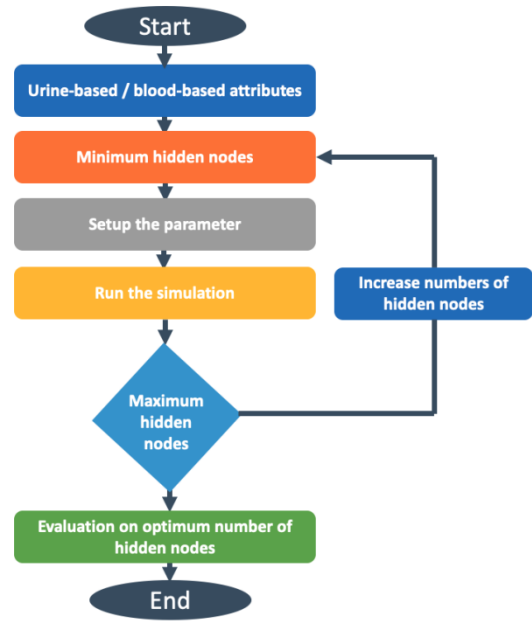 Start
Urine-based / blood-based attributes
Minimum hidden nodes
Setup the parameter
Run the simulation
Increase numbers of
hidden nodes
Maximum
hidden
nodes
Evaluation on optimum number of
hidden nodes
End